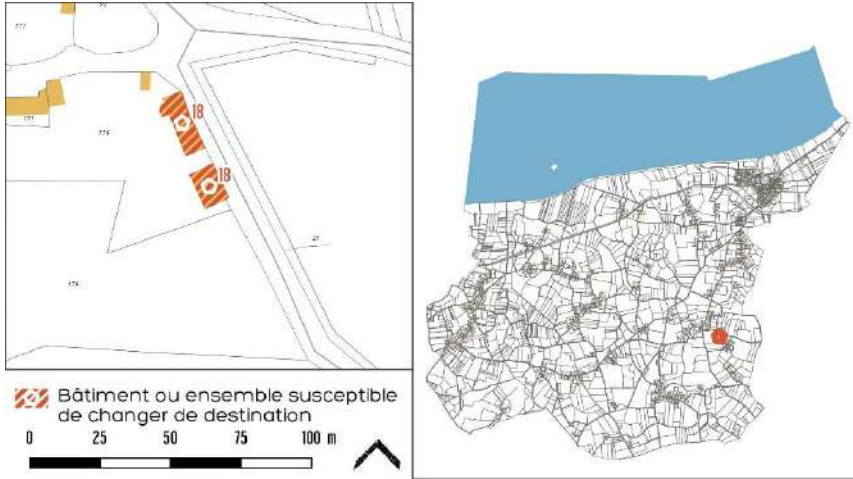 18
18
Bâtiment ou ensemble susceptible
de changer de destination
0 25 50 75 100 m